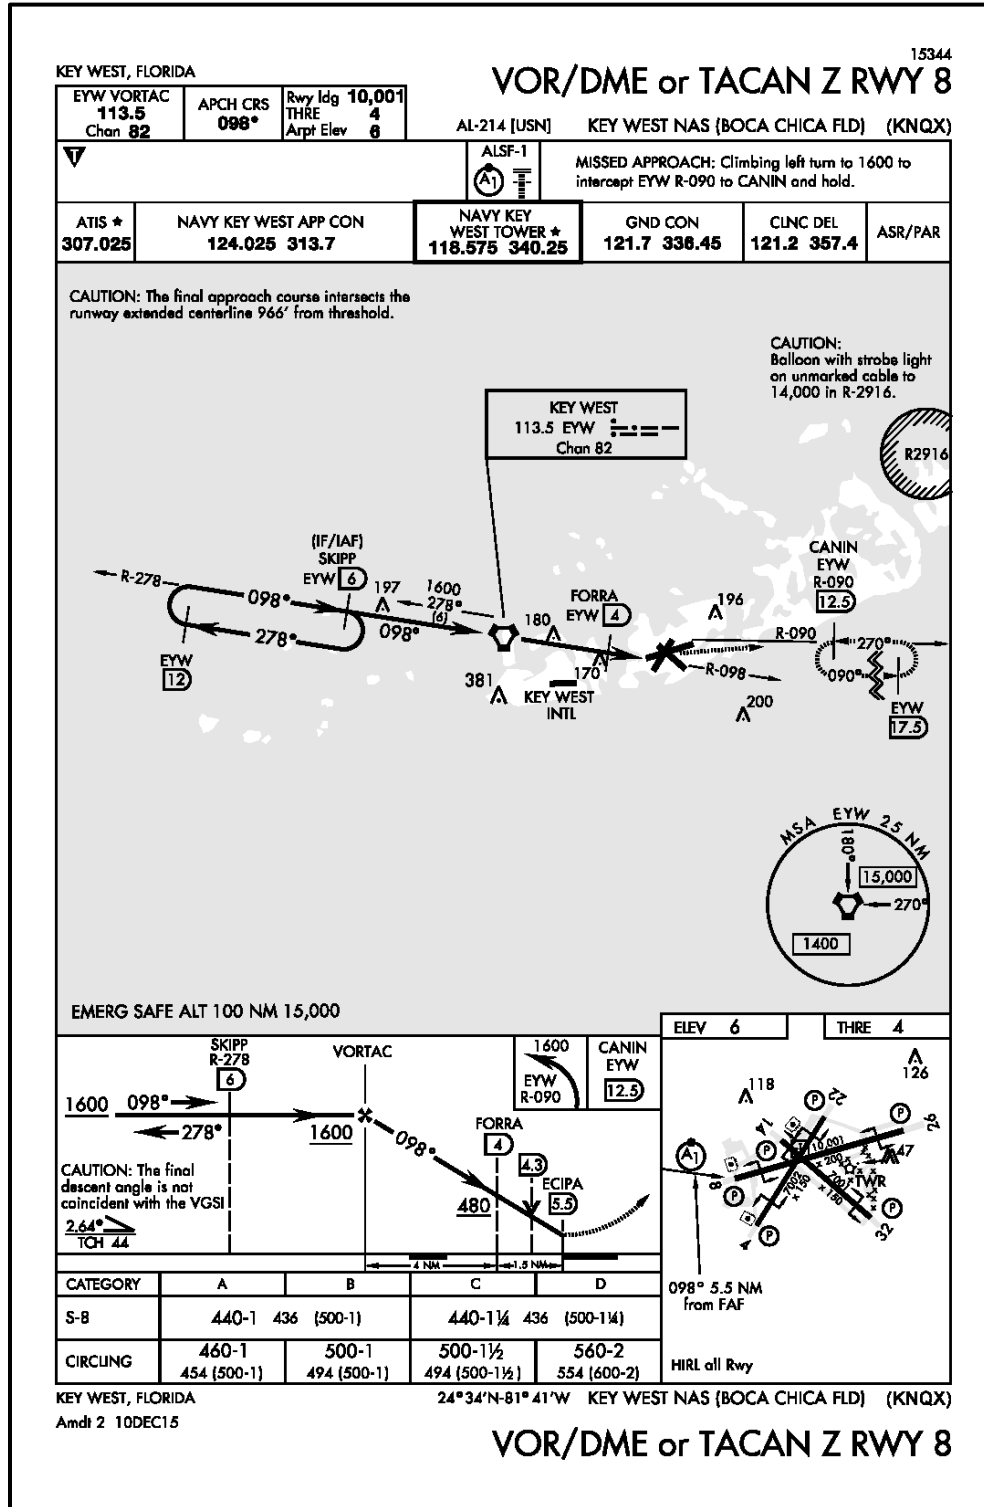 15344
KEY WEST, FLORIDA
VOR/DME or TACAN Z RWY 8
EYW VORTAC
113.5
Chan 82
APCH CRS
098°
Rwy ldg 10,001
THRE 4
Arpt Elev 6
AL-214 [USN]
KEY WEST NAS (BOCA CHICA FLD) (KNQX)
T
ALSF-1
A1
MISSED APPROACH: Climbing left turn to 1600 to
intercept EYW R-090 to CANIN and hold.
ATIS ★
307.025
NAVY KEY WEST APP CON
124.025 313.7
NAVY KEY
WEST TOWER ★
118.575 340.25
GND CON
121.7 336.45
CLNC DEL
121.2 357.4
ASR/PAR
CAUTION: The final approach course intersects the
runway extended centerline 966' from threshold.
CAUTION:
Balloon with strobe light
on unmarked cable to
14,000 in R-2916.
KEY WEST
113.5 EYW
Chan 82
R2916
(IF/IAF)
SKIPP
EYW 6
R-278
098°
278°
EYW
12
197
1600
278°
(6)
098°
180
FORRA
EYW 4
196
CANIN
EYW
R-090
12.5
R-090
270°
090°
R-098
EYW
17.5
381
170
KEY WEST
INTL
200
MSA EYW 25 NM
180°
15,000
270°
1400
EMERG SAFE ALT 100 NM 15,000
ELEV 6
THRE 4
SKIPP
R-278
6
VORTAC
1600
EYW
R-090
CANIN
EYW
12.5
1600
098°
278°
1600
098°
FORRA
4
4.3
ECIPA
5.5
480
CAUTION: The final
descent angle is not
coincident with the VGSI
2.64°
TCH 44
4 NM
1.5 NM
126
118
P
22
P
26
14
P
A1
10,001
X 200
47
TWR
8
P
7002
X 150
7001
X 150
P
32
4
P
098° 5.5 NM
from FAF
HIRL all Rwy
CATEGORY A B C D
S-8 440-1 436 (500-1) 440-1¼ 436 (500-1¼)
CIRCLING 460-1 500-1 500-1½ 560-2
454 (500-1) 494 (500-1) 494 (500-1½) 554 (600-2)
KEY WEST, FLORIDA
24°34'N-81°41'W KEY WEST NAS (BOCA CHICA FLD) (KNQX)
Amdt 2 10DEC15
VOR/DME or TACAN Z RWY 8